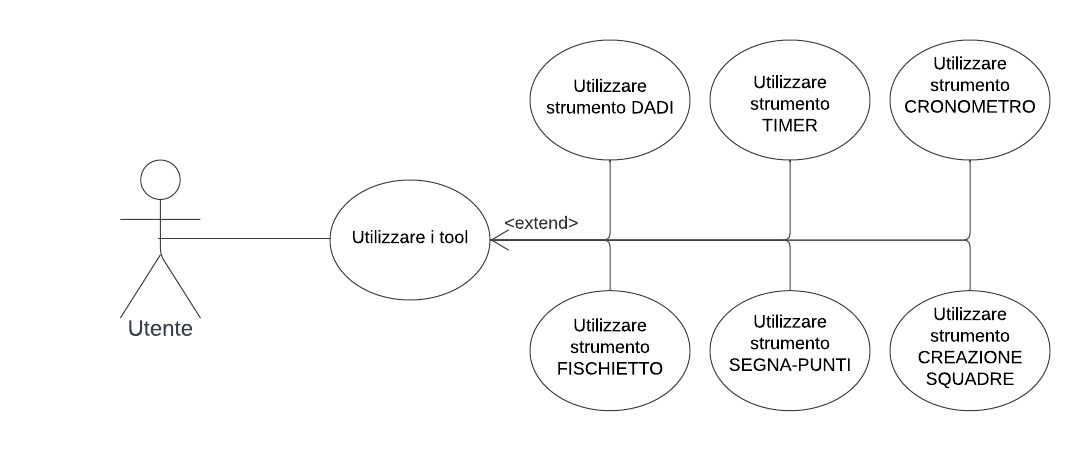 Utilizzare
strumento DADI
Utilizzare
strumento
TIMER
Utilizzare
strumento
CRONOMETRO
<extend>
Utilizzare i tool
Utente
Utilizzare
strumento
FISCHIETTO
Utilizzare
strumento
SEGNA-PUNTI
Utilizzare
strumento
CREAZIONE
SQUADRE